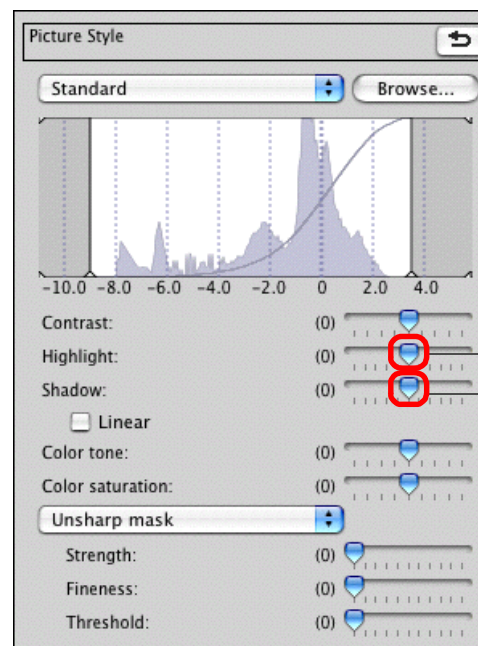 Picture Style
Standard Browse...
-10.0 -8.0 -6.0 -4.0 -2.0 0 2.0 4.0
Contrast: (0)
Highlight: (0)
Shadow: (0)
Linear
Color tone: (0)
Color saturation: (0)
Unsharp mask
Strength: (0)
Fineness: (0)
Threshold: (0)